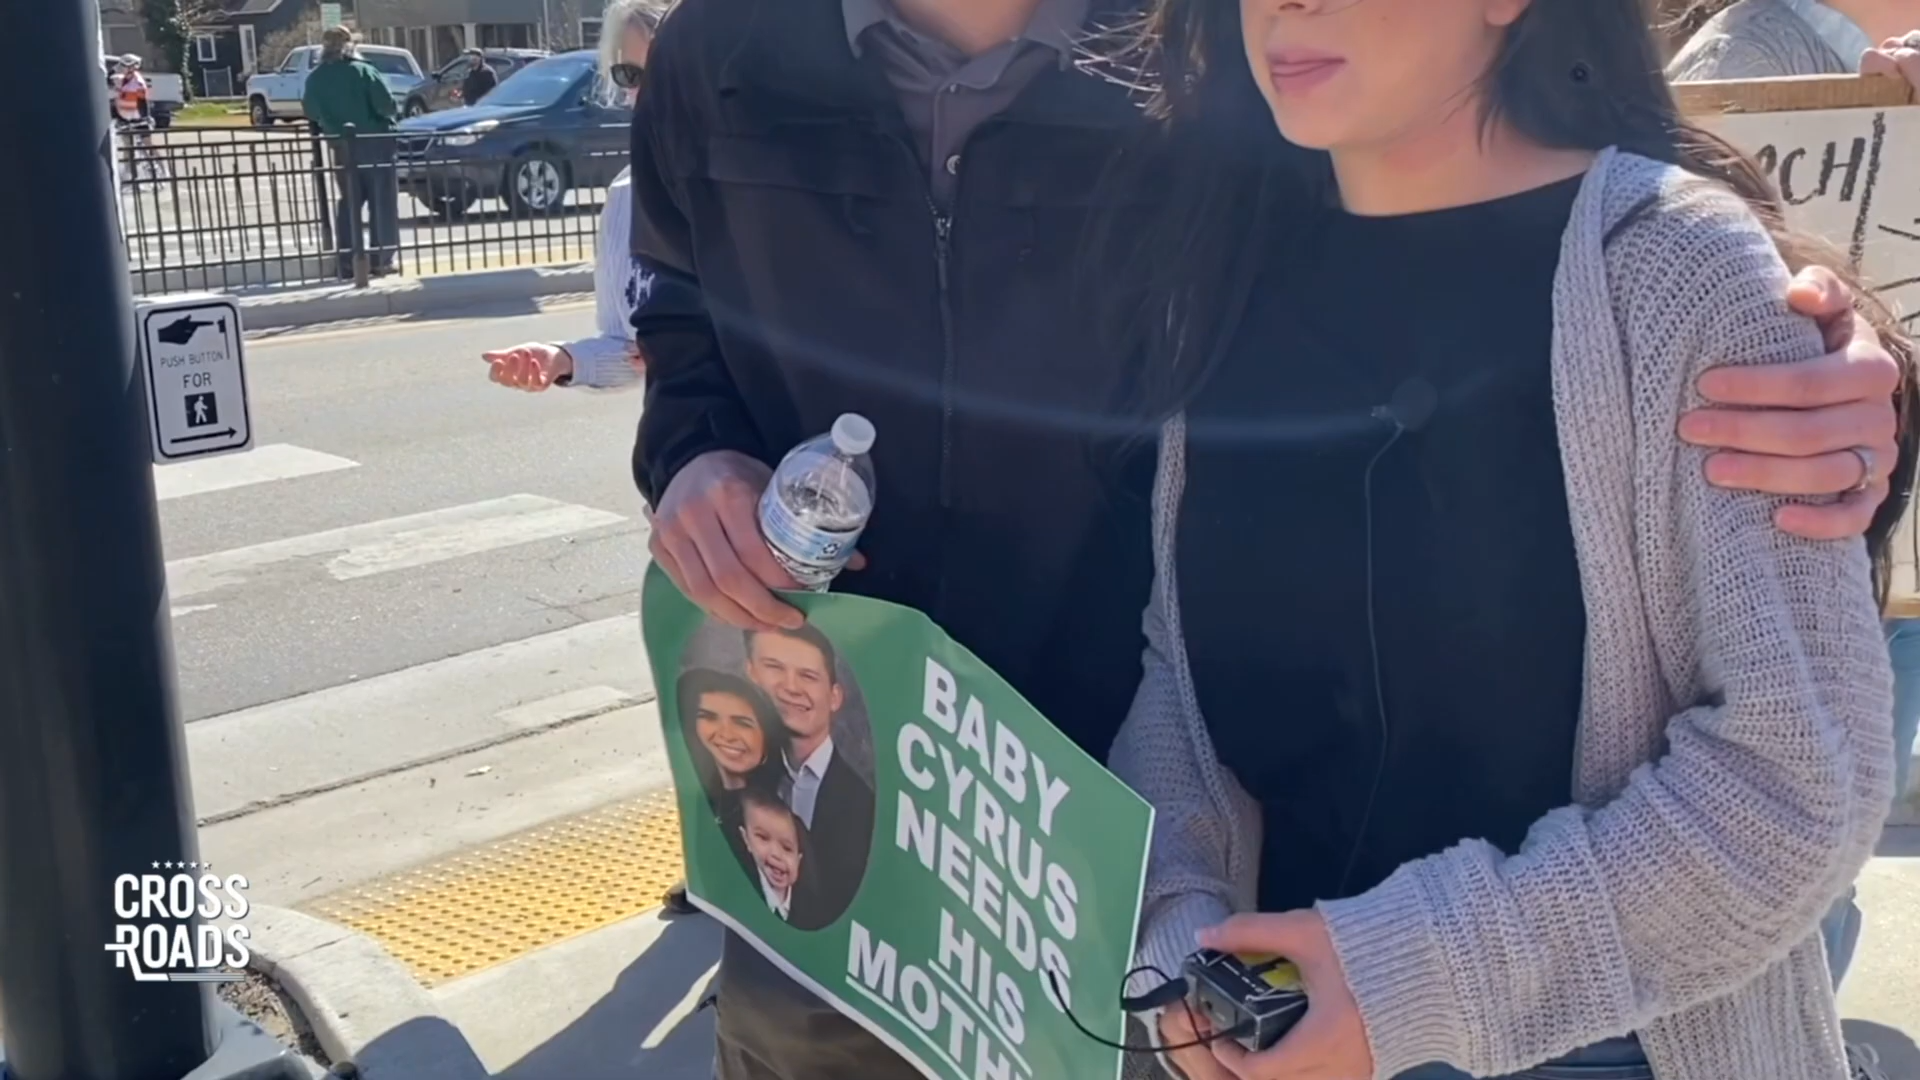 PUSH BUTTON
FOR
BABY
CYRUS
NEEDS
HIS
CROSS
ROADS